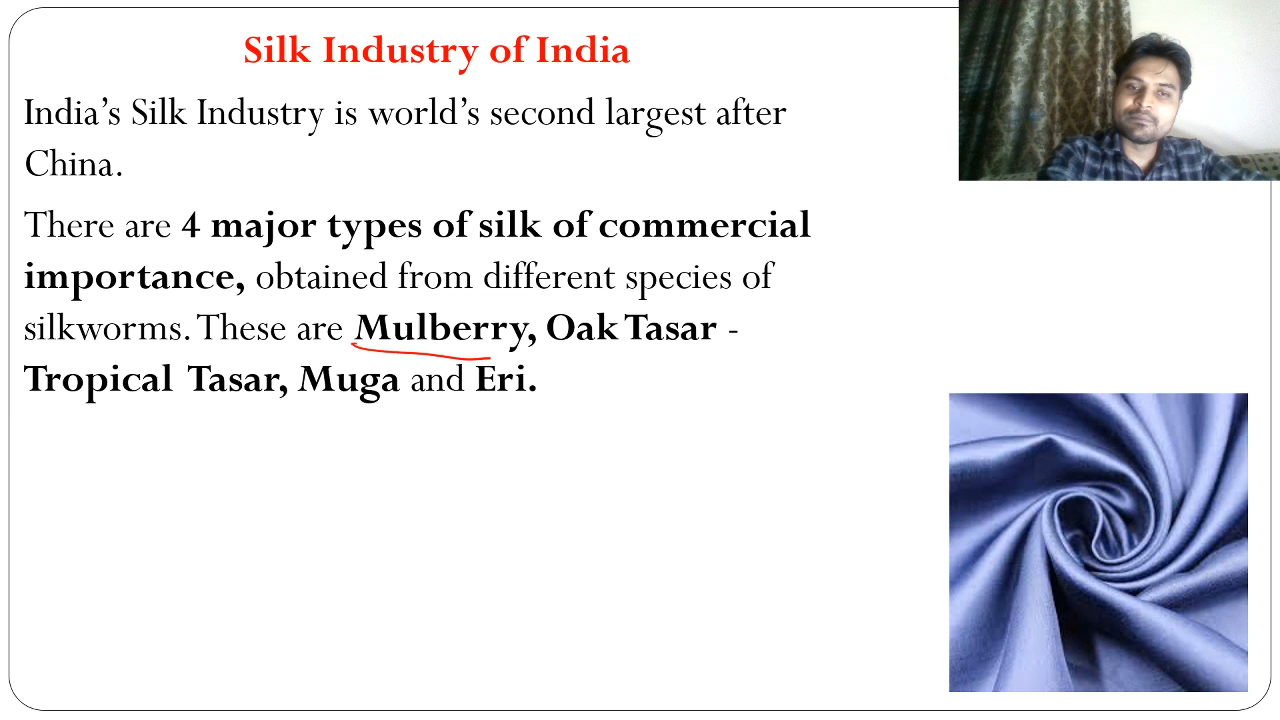 Silk Industry of India
India’s Silk Industry is world’s second largest after
China.
There are 4 major types of silk of commercial
importance, obtained from different species of
silkworms. These are Mulberry, Oak Tasar -
Tropical Tasar, Muga and Eri.